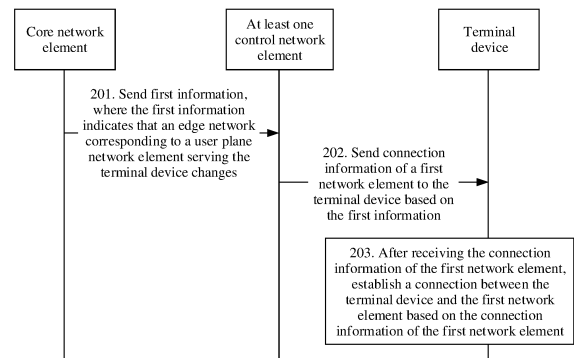 Core network
element
At least one
control network
element
Terminal
device
201. Send first information,
where the first information
indicates that an edge network
corresponding to a user plane
network element serving the
terminal device changes
202. Send connection
information of a first
network element to the
terminal device based on
the first information
203. After receiving the connection
information of the first network element,
establish a connection between the
terminal device and the first network
element based on the connection
information of the first network element